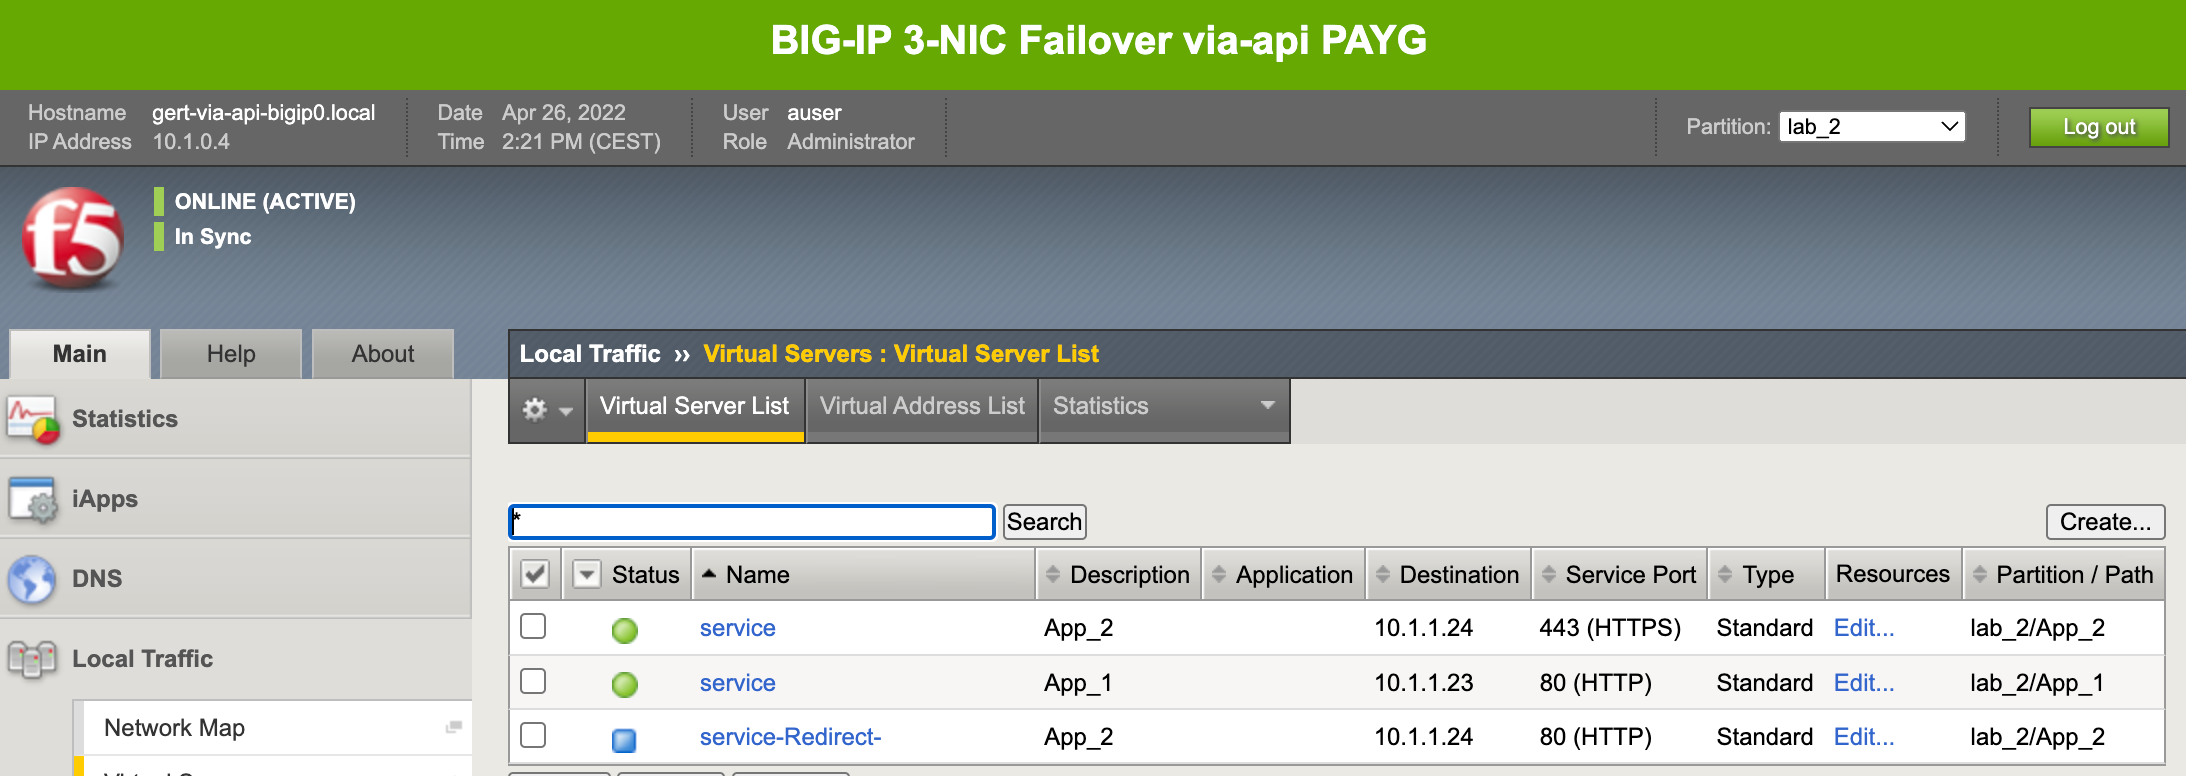 BIG-IP 3-NIC Failover via-api PAYG
Hostname gert-via-api-bigip0.local Date Apr 26, 2022 User auser
IP Address 10.1.0.4 Time 2:21 PM (CEST) Role Administrator
Partition: lab_2 Log out
f5
ONLINE (ACTIVE)
In Sync
Main Help About
Local Traffic ›› Virtual Servers : Virtual Server List
Virtual Server List Virtual Address List Statistics
Statistics
iApps
DNS
Local Traffic
Network Map
* Search Create...
Status Name Description Application Destination Service Port Type Resources Partition / Path
service App_2 10.1.1.24 443 (HTTPS) Standard Edit... lab_2/App_2
service App_1 10.1.1.23 80 (HTTP) Standard Edit... lab_2/App_1
service-Redirect- App_2 10.1.1.24 80 (HTTP) Standard Edit... lab_2/App_2